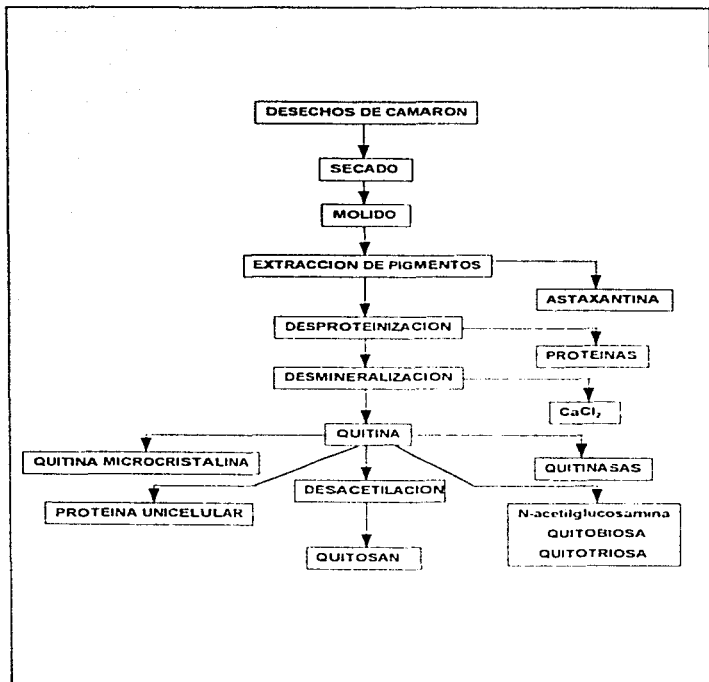 DESECHOS DE CAMARON
SECADO
MOLIDO
EXTRACCION DE PIGMENTOS
ASTAXANTINA
DESPROTEINIZACION
PROTEINAS
DESMINERALIZACION
CaCl₂
QUITINA
QUITINA MICROCRISTALINA
QUITINASAS
DESACETILACION
PROTEINA UNICELULAR
N-acetilglucosamina
QUITOBIOSA
QUITOTRIOSA
QUITOSAN